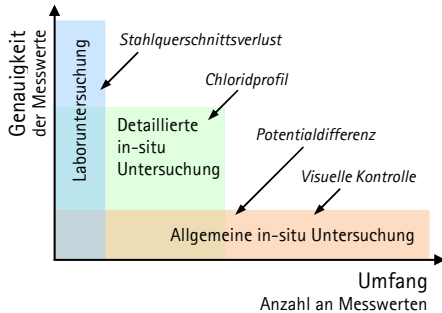 Genauigkeit
der Messwerte
Laboruntersuchung
Stahlquerschnittsverlust
Chloridprofil
Detaillierte
in-situ
Untersuchung
Potentialdifferenz
Visuelle Kontrolle
Allgemeine in-situ Untersuchung
Umfang
Anzahl an Messwerten